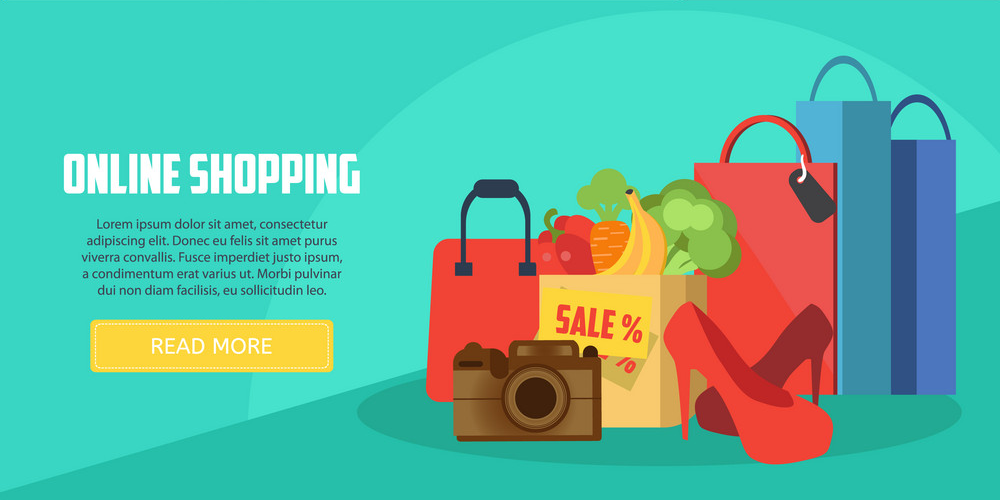 ONLINE SHOPPING
Lorem ipsum dolor sit amet, consectetur
adipiscing elit. Donec eu felis sit amet purus
viverra convallis. Fusce imperdiet justo ipsum,
a condimentum erat varius ut. Morbi pulvinar
dui non diam facilisis, eu sollicitudin leo.
READ MORE
SALE %
%